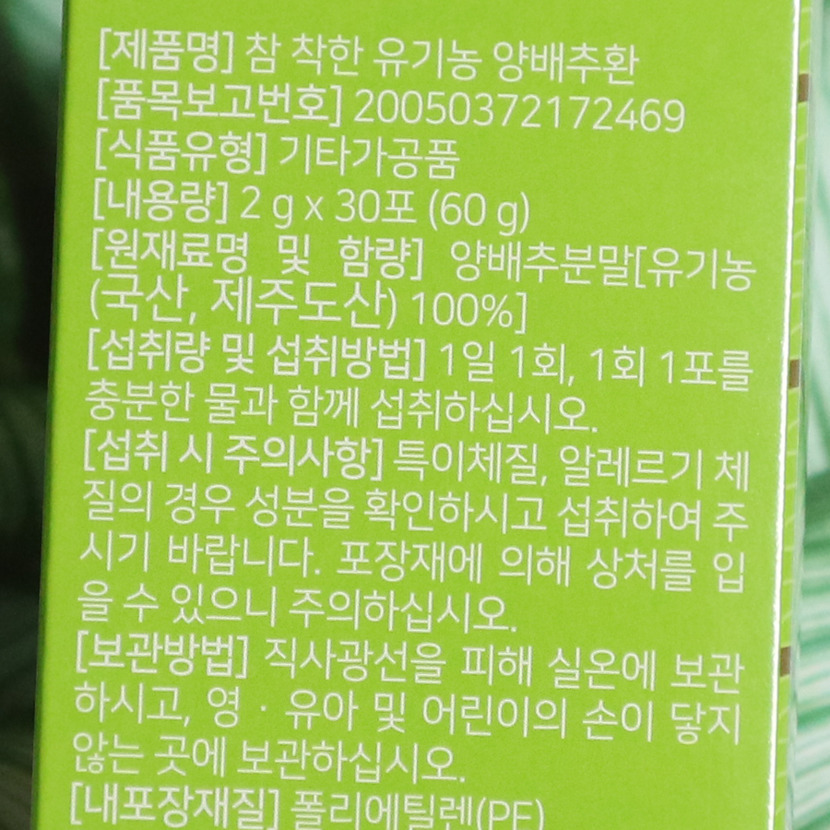 [제품명] 참 착한 유기농 양배추환
[품목보고번호] 20050372172469
[식품유형] 기타가공품
[내용량] 2 g x 30포 (60 g)
[원재료명 및 함량] 양배추분말[유기농
(국산, 제주도산) 100%]
[섭취량 및 섭취방법] 1일 1회, 1회 1포를
충분한 물과 함께 섭취하십시오.
[섭취 시 주의사항] 특이체질, 알레르기 체
질의 경우 성분을 확인하시고 섭취하여 주
시기 바랍니다. 포장재에 의해 상처를 입
을 수 있으니 주의하십시오.
[보관방법] 직사광선을 피해 실온에 보관
하시고, 영 · 유아 및 어린이의 손이 닿지
않는 곳에 보관하십시오.
[내포장재질] 폴리에틸렌(PE)